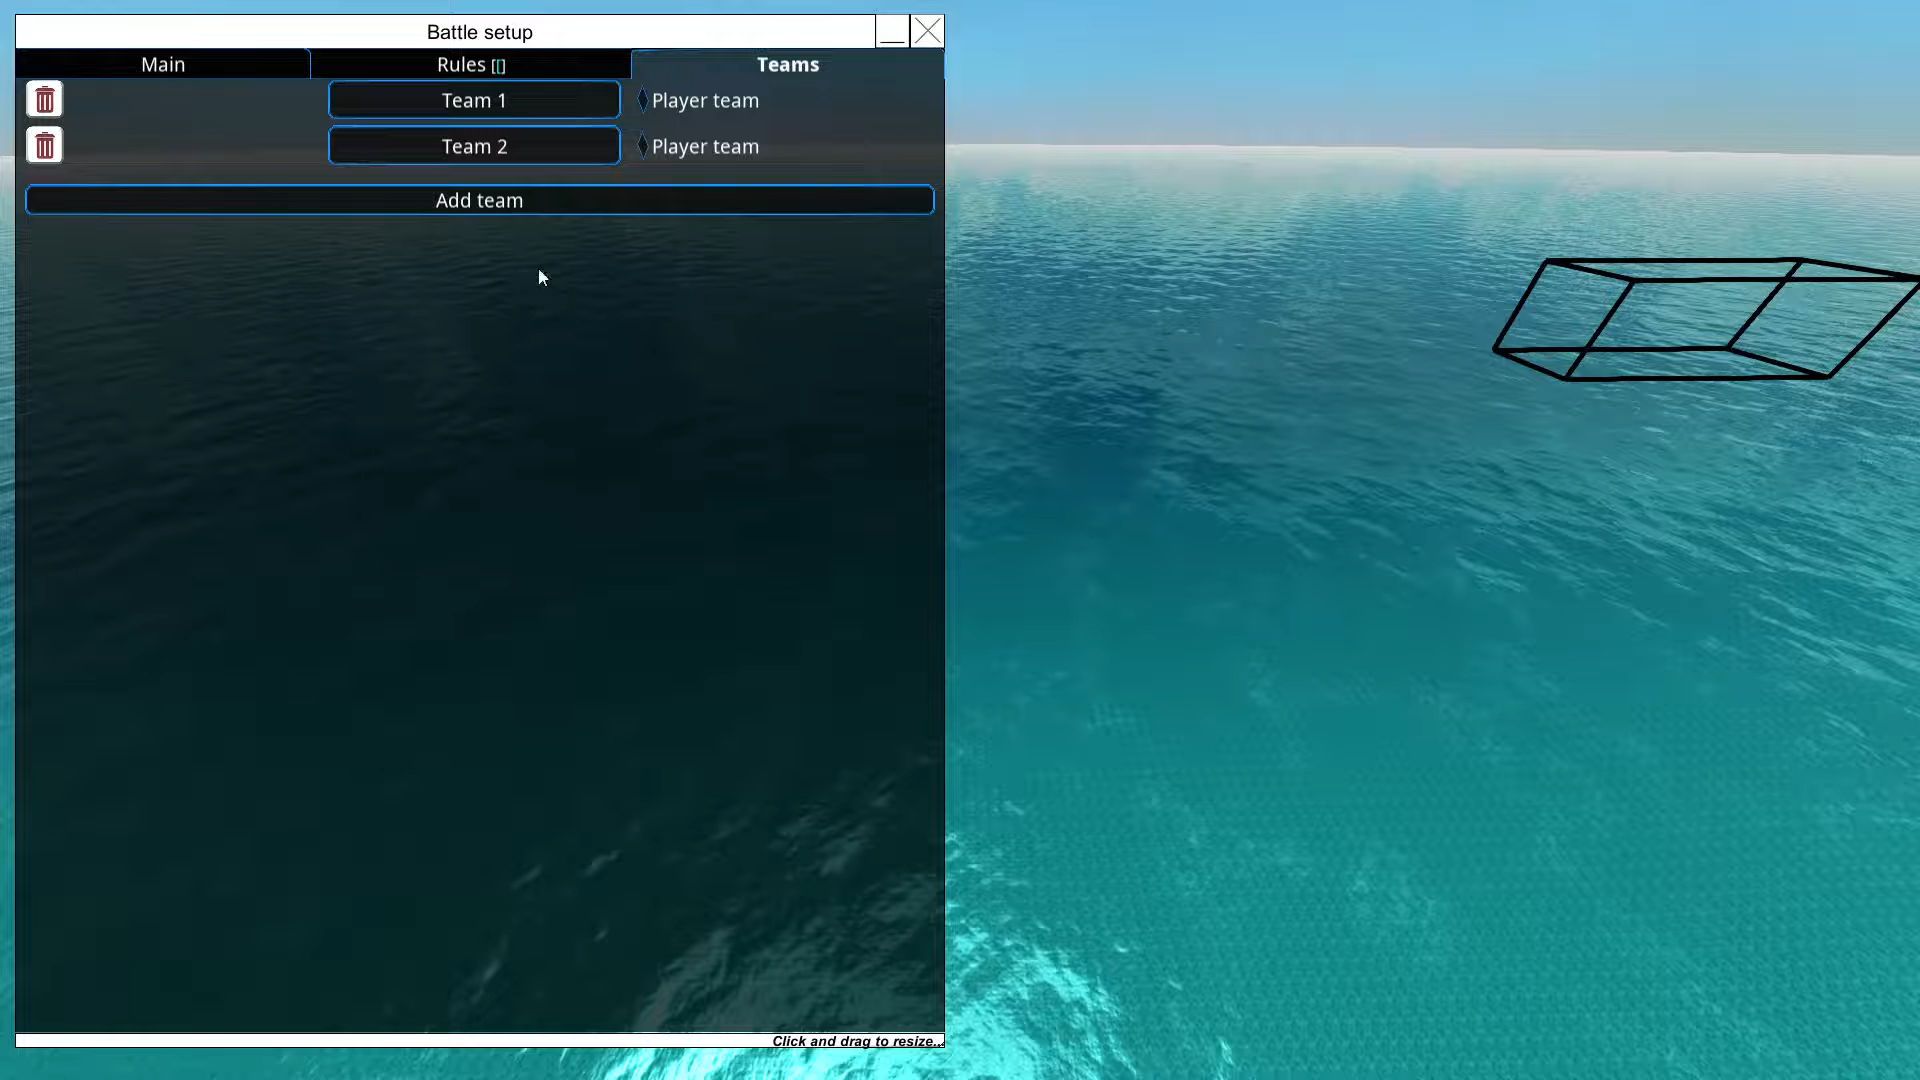 Battle setup
Main
Rules [[]
Teams
Team 1
Player team
Team 2
Player team
Add team
Click and drag to resize...